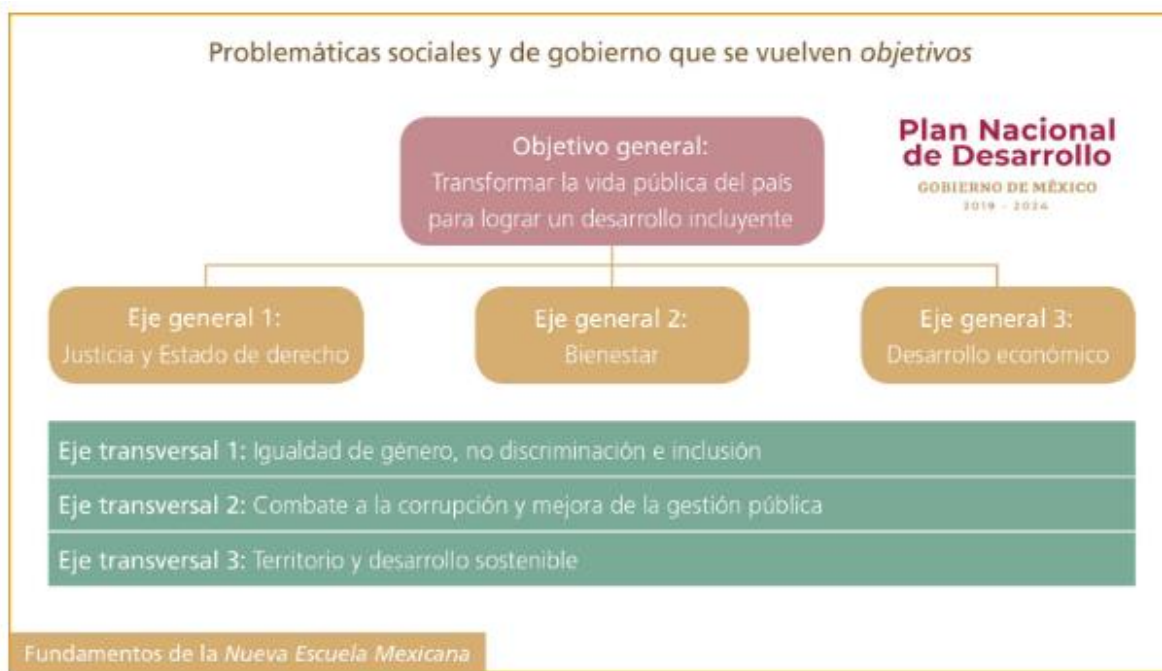 Problemáticas sociales y de gobierno que se vuelven objetivos
Objetivo general:
Transformar la vida pública del país
para lograr un desarrollo incluyente
Plan Nacional
de Desarrollo
GOBIERNO DE MÉXICO
2019 - 2024
Eje general 1:
Justicia y Estado de derecho
Eje general 2:
Bienestar
Eje general 3:
Desarrollo económico
Eje transversal 1: Igualdad de género, no discriminación e inclusión
Eje transversal 2: Combate a la corrupción y mejora de la gestión pública
Eje transversal 3: Territorio y desarrollo sostenible
Fundamentos de la Nueva Escuela Mexicana